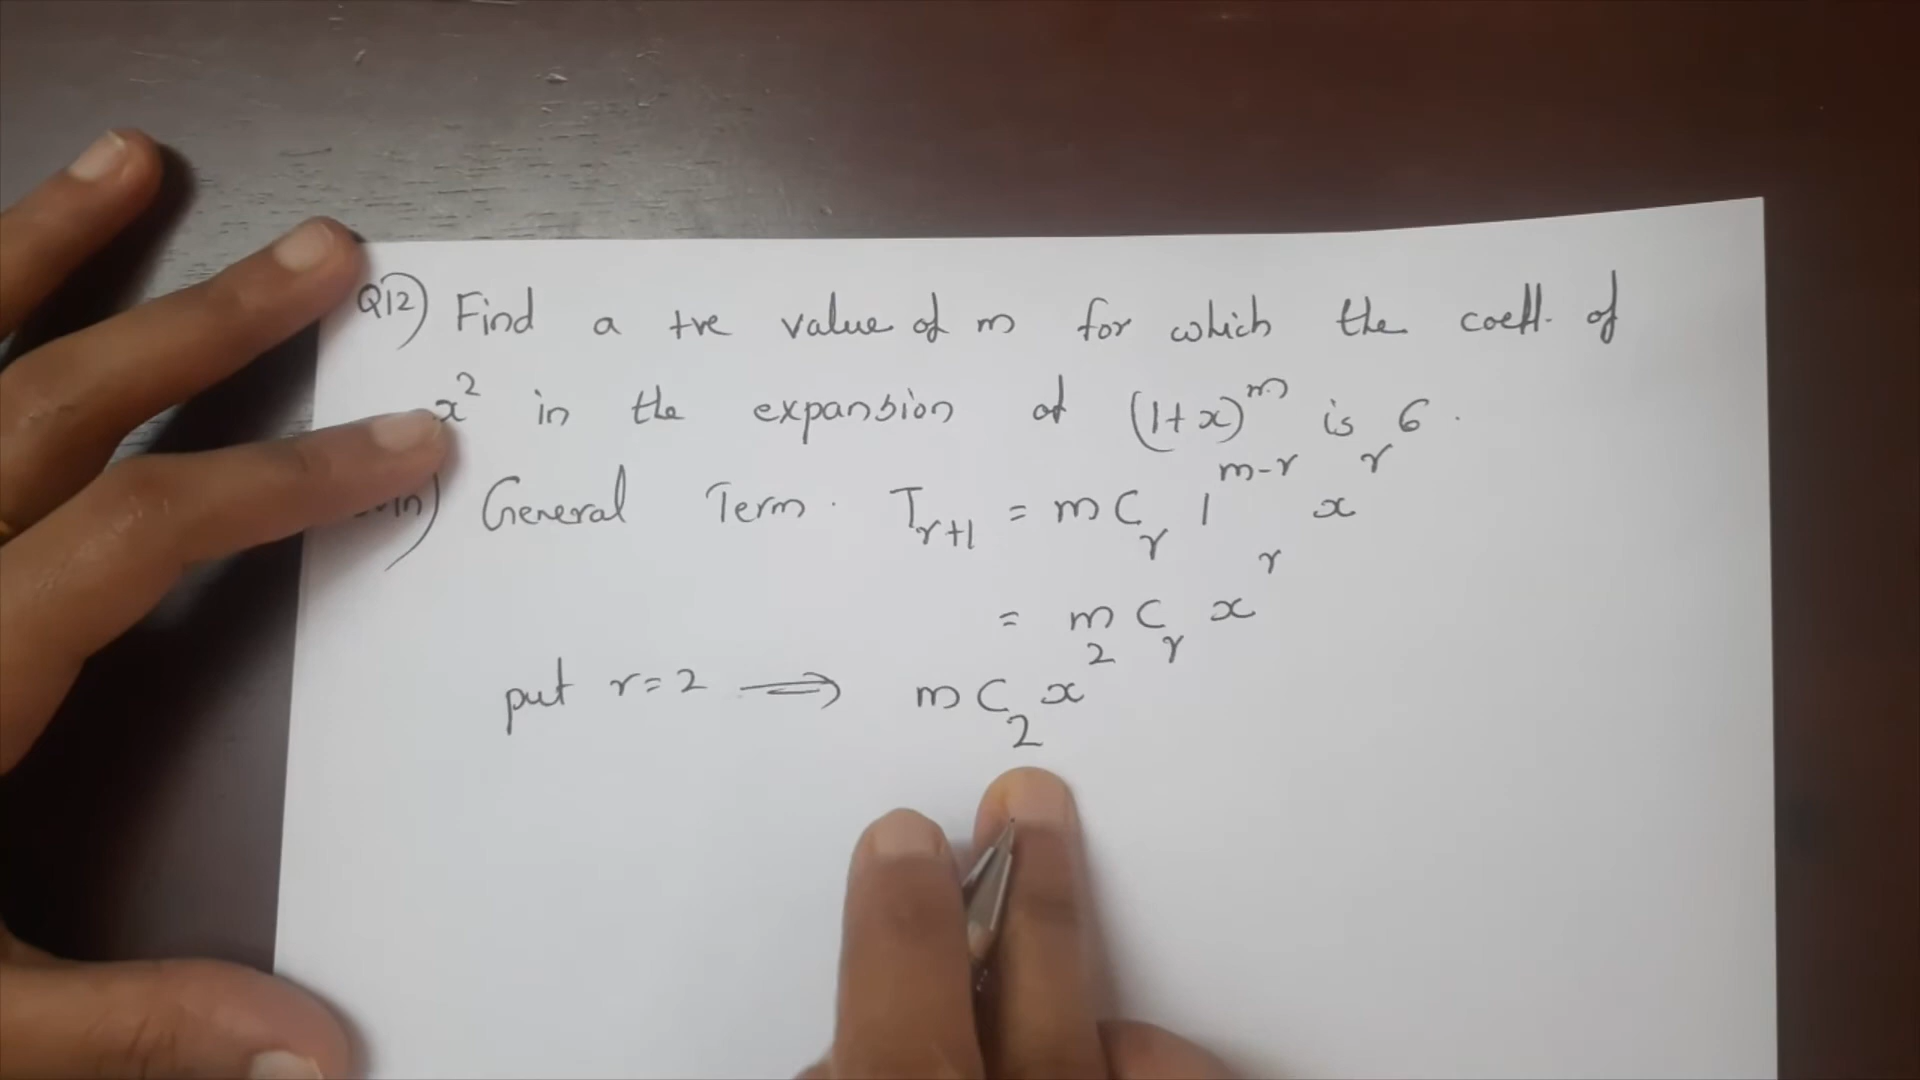 Q12) Find a +ve value of m for which the coeff. of
x² in the expansion of (1+x)^m is 6.
General Term. T_{r+1} = mC_r 1^{m-r} x^r
= mC_r x^r
put r=2 ⟹ mC_2 x^2